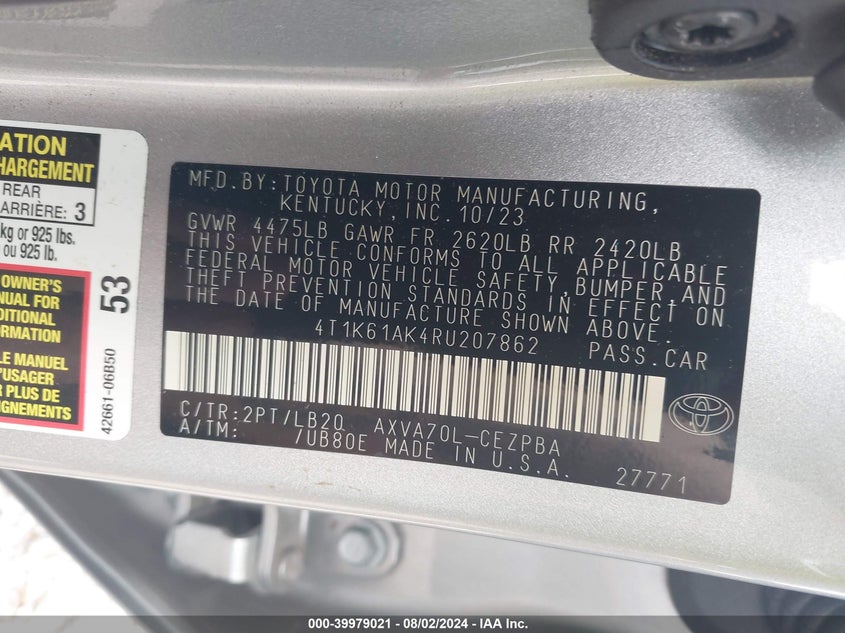 ATION
CHARGEMENT
REAR
ARRIÈRE: 3
kg or 925 lbs.
ou 925 lb.
OWNER'S
MANUAL FOR
DITIONAL
FORMATION
LE MANUEL
'USAGER
R PLUS DE
IGNEMENTS
53
42661-06B50
MFD.BY:TOYOTA MOTOR MANUFACTURING,
KENTUCKY, INC. 10/23
GVWR 4475LB GAWR FR 2620LB RR 2420LB
THIS VEHICLE CONFORMS TO ALL APPLICABLE
FEDERAL MOTOR VEHICLE SAFETY, BUMPER, AND
THEFT PREVENTION STANDARDS IN EFFECT ON
THE DATE OF MANUFACTURE SHOWN ABOVE.
4T1K61AK4RU207862 PASS.CAR
C/TR:2PT/LB20 AXVA70L-CEZPBA
A/TM: /UB80E MADE IN U.S.A.
27771
000-39979021 - 08/02/2024 - IAA Inc.